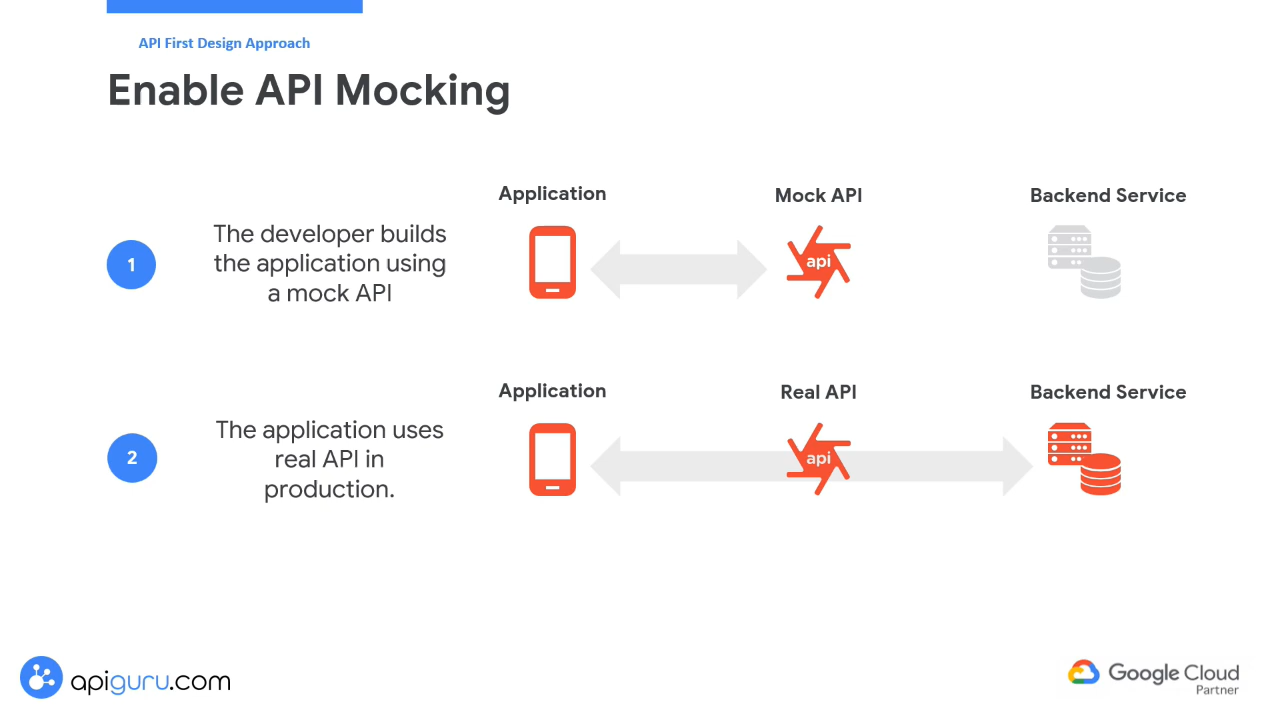 API First Design Approach
Enable API Mocking
Application
Mock API
Backend Service
1
The developer builds
the application using
a mock API
api
Application
Real API
Backend Service
2
The application uses
real API in
production.
api
apiguru.com
Google Cloud
Partner